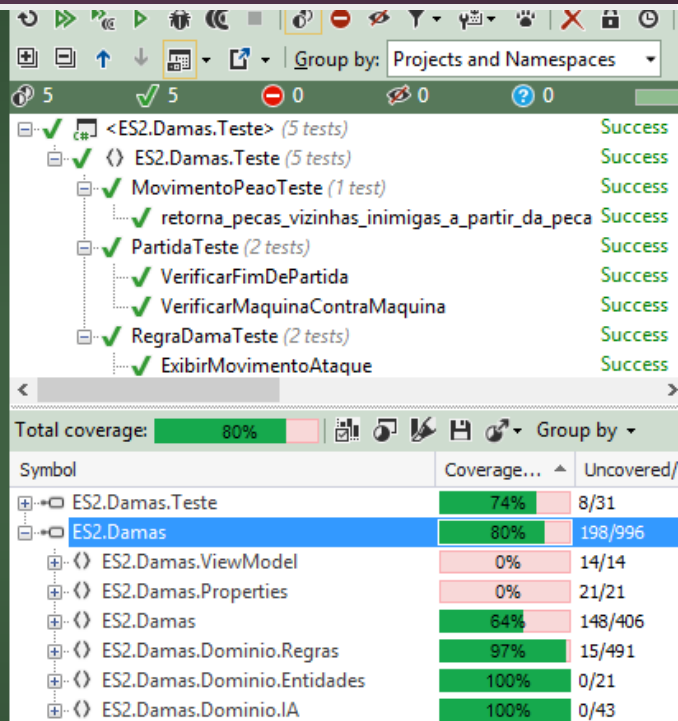 Group by: Projects and Namespaces
5 5 0 0 0
<ES2.Damas.Teste> (5 tests) Success
ES2.Damas.Teste (5 tests) Success
MovimentoPeaoTeste (1 test) Success
retorna_pecas_vizinhas_inimigas_a_partir_da_peca Success
PartidaTeste (2 tests) Success
VerificarFimDePartida Success
VerificarMaquinaContraMaquina Success
RegraDamaTeste (2 tests) Success
ExibirMovimentoAtaque Success
Total coverage: 80% Group by
Symbol Coverage... Uncovered/
ES2.Damas.Teste 74% 8/31
ES2.Damas 80% 198/996
ES2.Damas.ViewModel 0% 14/14
ES2.Damas.Properties 0% 21/21
ES2.Damas 64% 148/406
ES2.Damas.Dominio.Regras 97% 15/491
ES2.Damas.Dominio.Entidades 100% 0/21
ES2.Damas.Dominio.IA 100% 0/43